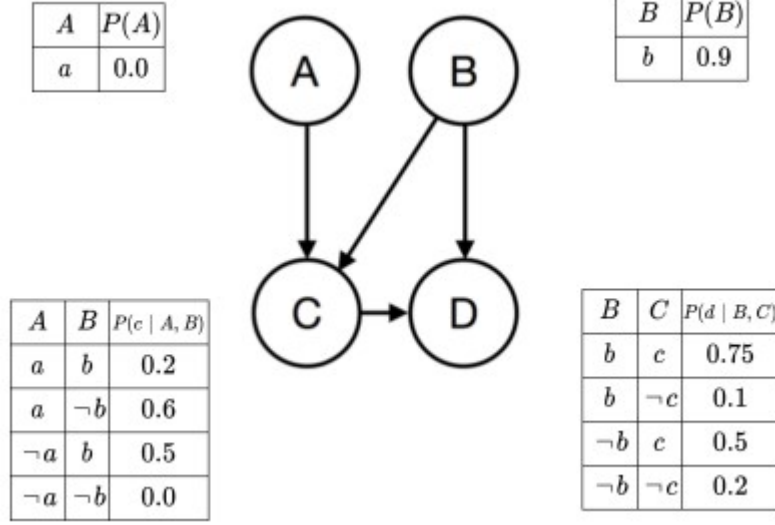 A P(A)
a 0.0
B P(B)
b 0.9
A
B
C
D
A B P(c | A, B)
a b 0.2
a ¬b 0.6
¬a b 0.5
¬a ¬b 0.0
B C P(d | B, C)
b c 0.75
b ¬c 0.1
¬b c 0.5
¬b ¬c 0.2